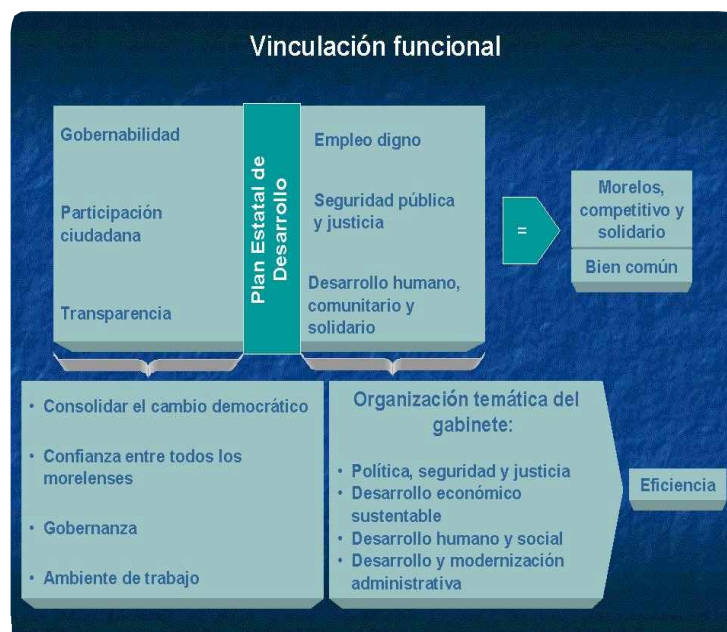 Vinculación funcional
Gobernabilidad
Participación
ciudadana
Transparencia
Plan Estatal de
Desarrollo
Empleo digno
Seguridad pública
y justicia
Desarrollo humano,
comunitario y
solidario
=
Morelos,
competitivo y
solidario
Bien común
• Consolidar el cambio democrático
• Confianza entre todos los
morelenses
• Gobernanza
• Ambiente de trabajo
Organización temática del
gabinete:
• Política, seguridad y justicia
• Desarrollo económico
sustentable
• Desarrollo humano y social
• Desarrollo y modernización
administrativa
Eficiencia